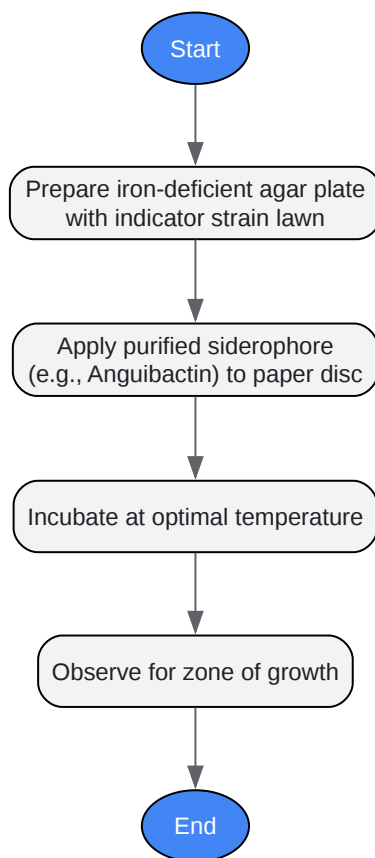 Start
Prepare iron-deficient agar plate
with indicator strain lawn
Apply purified siderophore
(e.g., Anguibactin) to paper disc
Incubate at optimal temperature
Observe for zone of growth
End